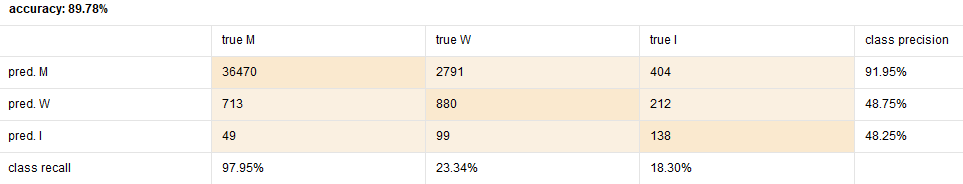 accuracy: 89.78%
true M true W true I class precision
pred. M 36470 2791 404 91.95%
pred. W 713 880 212 48.75%
pred. I 49 99 138 48.25%
class recall 97.95% 23.34% 18.30%